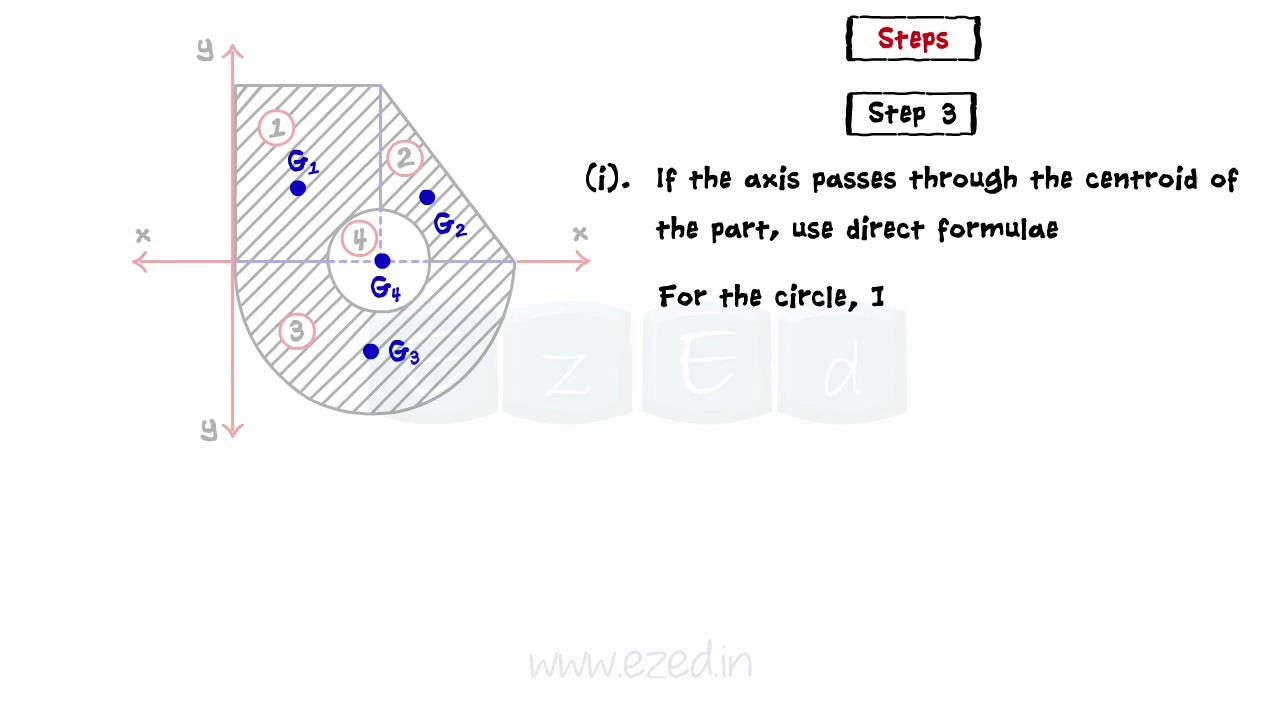 Steps
Step 3
(i). If the axis passes through the centroid of
the part, use direct formulae
For the circle, I
y
1
G₁
2
G₂
x
4
x
G₄
3
G₃
y
E z E d
www.ezed.in